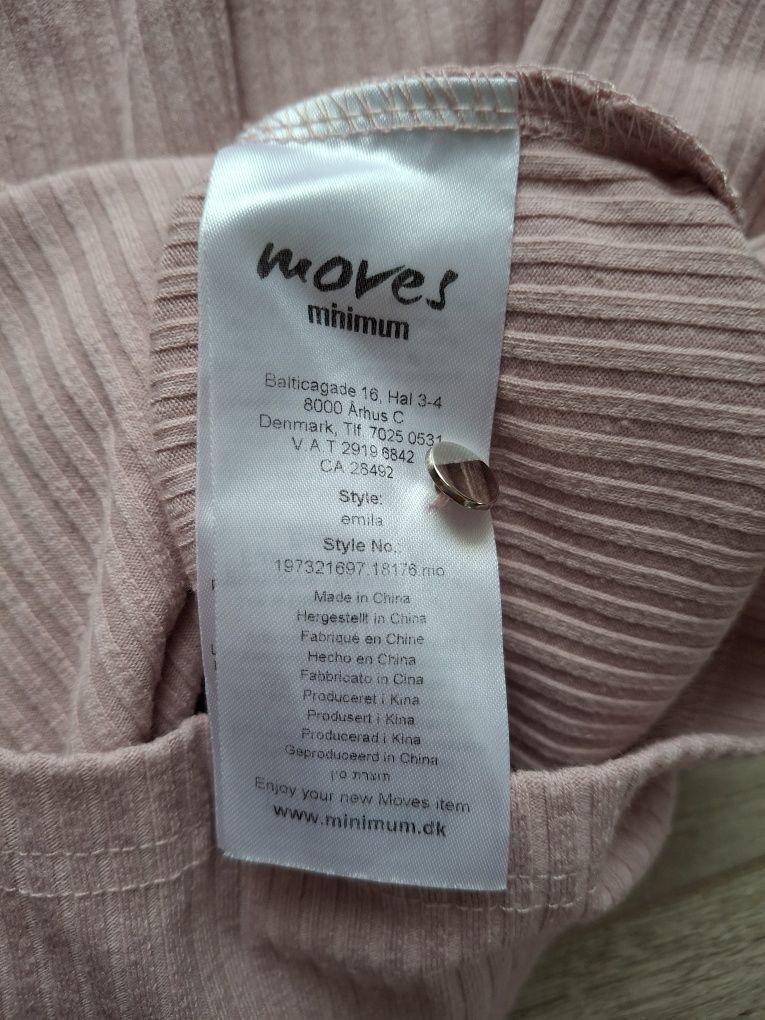 moves
minimum
Balticagade 16, Hal 3-4
8000 Århus C
Denmark, Tlf. 7025 0531
V.A.T 2919 6842
CA 28492
Style:
emila
Style No.:
197321697.18176.mo
Made in China
Hergestellt in China
Fabriqué en Chine
Hecho en China
Fabbricato in Cina
Produceret i Kina
Produsert i Kina
Producerad i Kina
Geproduceerd in China
תוצרת סין
Enjoy your new Moves item
www.minimum.dk